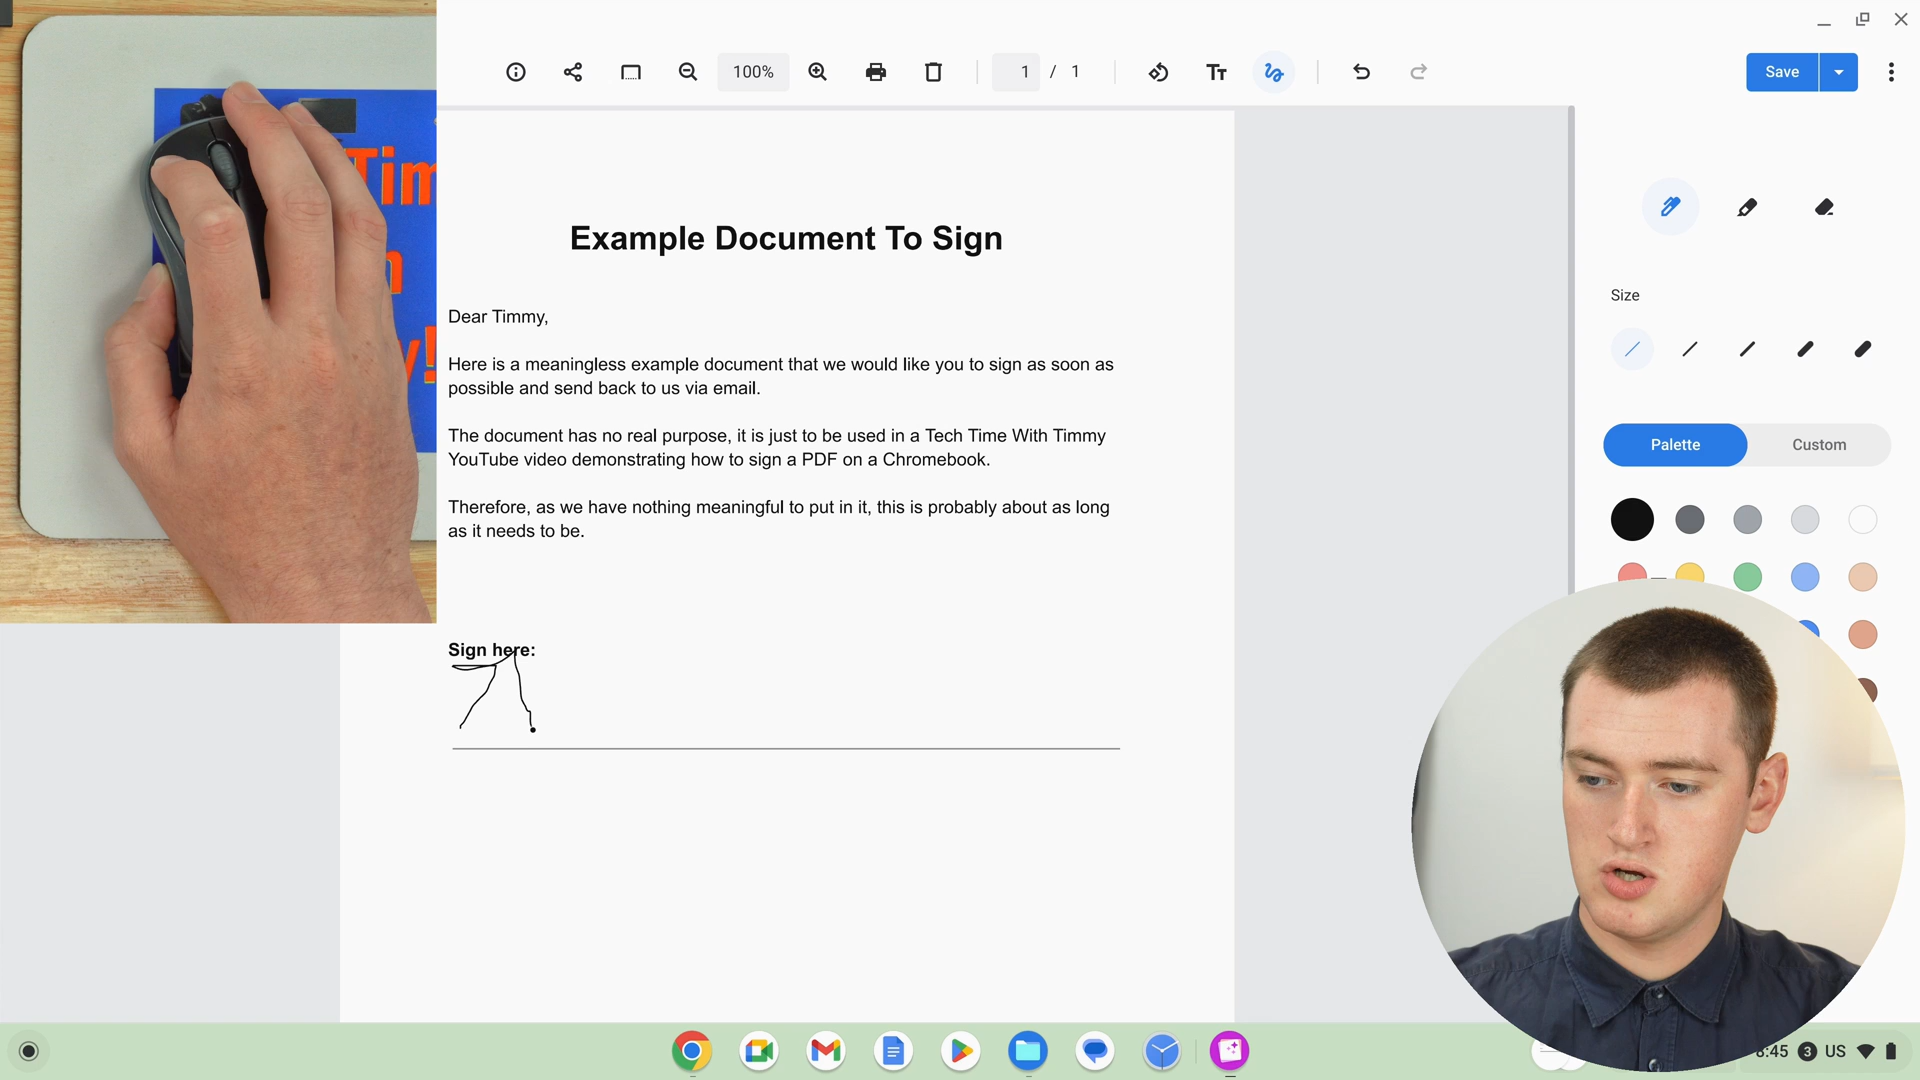 100%
1 / 1
Save
Example Document To Sign
Dear Timmy,
Here is a meaningless example document that we would like you to sign as soon as
possible and send back to us via email.
The document has no real purpose, it is just to be used in a Tech Time With Timmy
YouTube video demonstrating how to sign a PDF on a Chromebook.
Therefore, as we have nothing meaningful to put in it, this is probably about as long
as it needs to be.
Sign here:
Size
Palette
Custom
8:45
3
US